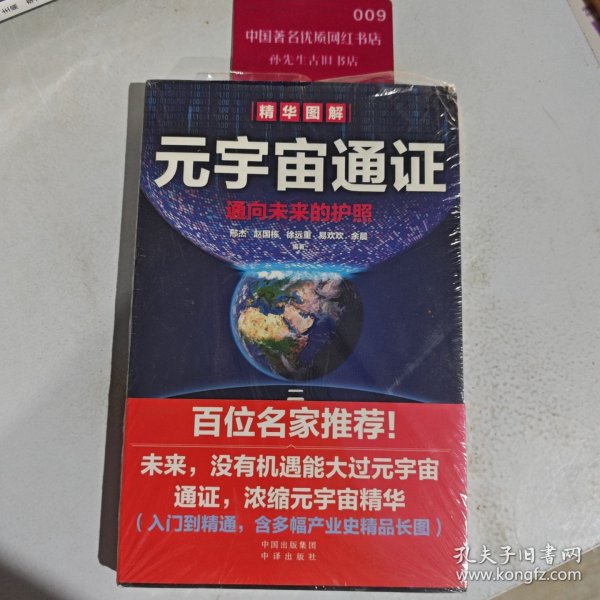 009
中国著名优质网红书店
孙先生古旧书店
精华图解
元宇宙通证
通向未来的护照
邢杰 赵国栋 徐远重 易欢欢 余晨
编著
百位名家推荐！
未来，没有机遇能大过元宇宙
通证，浓缩元宇宙精华
（入门到精通，含多幅产业史精品长图）
中国出版集团
中译出版社
孔夫子旧书网
www.kongfz.com